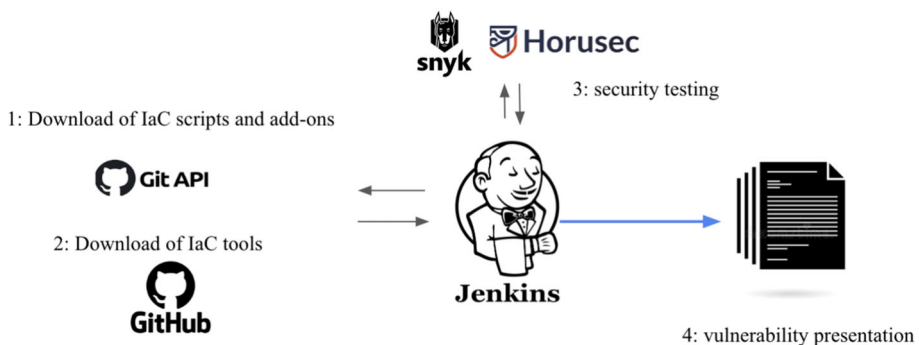 snyk
Horusec
3: security testing
1: Download of IaC scripts and add-ons
Git API
2: Download of IaC tools
GitHub
Jenkins
4: vulnerability presentation